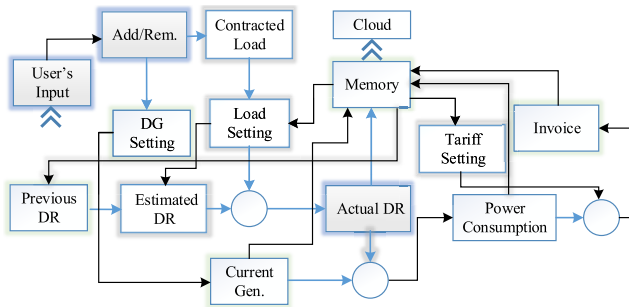 Contracted
Load
Cloud
Add/Rem.
User's
Input
Memory
DG
Setting
Load
Setting
Tariff
Setting
Invoice
Previous
DR
Estimated
DR
Actual DR
Power
Consumption
Current
Gen.